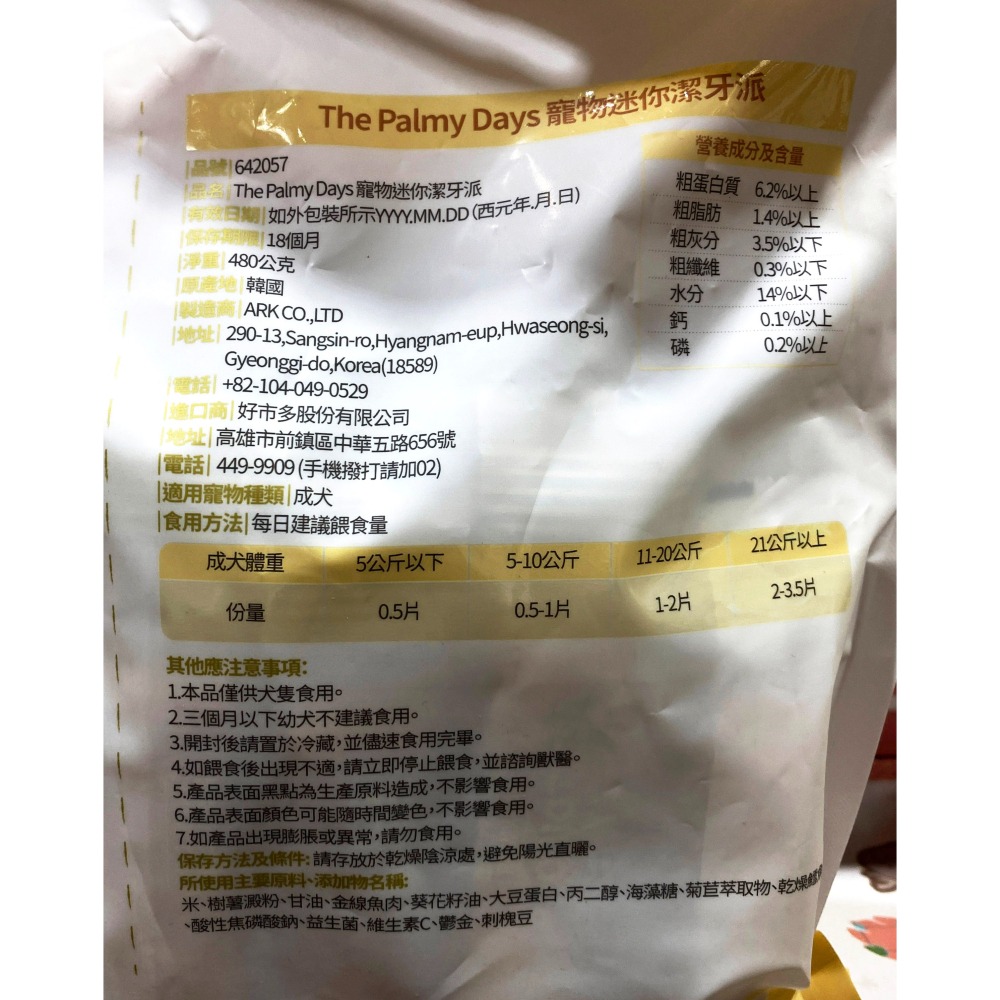 The Palmy Days 寵物迷你潔牙派
品號 642057
品名 The Palmy Days 寵物迷你潔牙派
有效日期 如外包裝所示YYYY.MM.DD (西元年.月.日)
保存期限 18個月
淨重 480公克
原產地 韓國
製造商 ARK CO.,LTD
地址 290-13,Sangsin-ro,Hyangnam-eup,Hwaseong-si,
Gyeonggi-do,Korea(18589)
電話 +82-104-049-0529
進口商 好市多股份有限公司
地址 高雄市前鎮區中華五路656號
電話 449-9909 (手機撥打請加02)
適用寵物種類 成犬
食用方法 每日建議餵食量
營養成分及含量
粗蛋白質 6.2%以上
粗脂肪 1.4%以上
粗灰分 3.5%以下
粗纖維 0.3%以下
水分 14%以下
鈣 0.1%以上
磷 0.2%以上
成犬體重 5公斤以下 5-10公斤 11-20公斤 21公斤以上
份量 0.5片 0.5-1片 1-2片 2-3.5片
其他應注意事項:
1.本品僅供犬隻食用。
2.三個月以下幼犬不建議食用。
3.開封後請置於冷藏,並儘速食用完畢。
4.如餵食後出現不適,請立即停止餵食,並諮詢獸醫。
5.產品表面黑點為生產原料造成,不影響食用。
6.產品表面顏色可能隨時間變色,不影響食用。
7.如產品出現膨脹或異常,請勿食用。
保存方法及條件: 請存放於乾燥陰涼處,避免陽光直曬。
所使用主要原料、添加物名稱:
米、樹薯澱粉、甘油、金線魚肉、葵花籽油、大豆蛋白、丙二醇、海藻糖、菊苣萃取物、乾燥
、酸性焦磷酸鈉、益生菌、維生素C、鬱金、刺槐豆